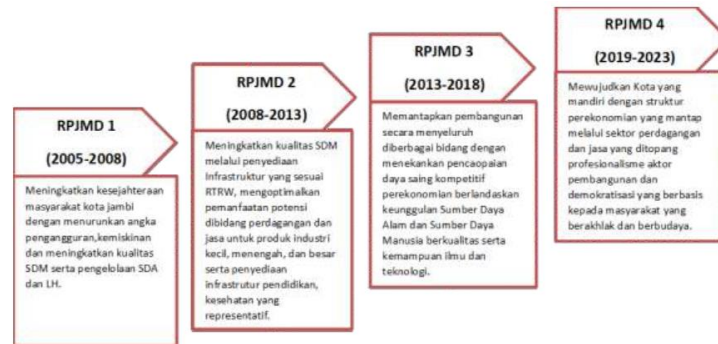 RPJMD 1
(2005-2008)
Meningkatkan kesejahteraan
masyarakat kota jambi
dengan menurunkan angka
pengangguran,kemiskinan
dan meningkatkan kualitas
SDM serta pengelolaan SDA
dan LH.
RPJMD 2
(2008-2013)
Meningkatkan kualitas SDM
melalui penyediaan
Infrastruktur yang sesuai
RTRW, mengoptimalkan
pemanfaatan potensi
dibidang perdagangan dan
jasa untuk produk industri
kecil, menengah, dan besar
serta penyediaan
infrastrutur pendidikan,
kesehatan yang
representatif.
RPJMD 3
(2013-2018)
Memantapkan pembangunan
secara menyeluruh
diberbagai bidang dengan
menekankan pencaopaian
daya saing kompetitif
perekonomian berlandaskan
keunggulan Sumber Daya
Alam dan Sumber Daya
Manusia berkualitas serta
kemampuan ilmu dan
teknologi.
RPJMD 4
(2019-2023)
Mewujudkan Kota yang
mandiri dengan struktur
perekonomian yang mantap
melalui sektor perdagangan
dan jasa yang ditopang
profesionalisme aktor
pembangunan dan
demokratisasi yang berbasis
kepada masyarakat yang
berakhlak dan berbudaya.